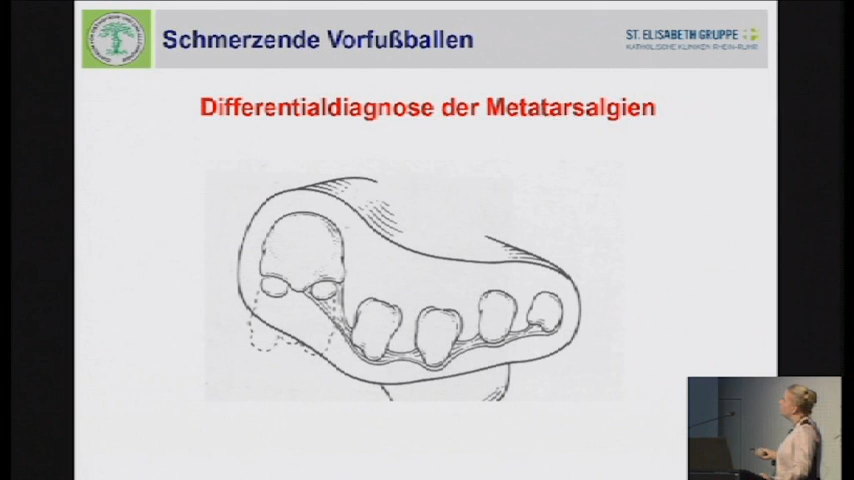 Schmerzende Vorfußballen
ST. ELISABETH GRUPPE
KATHOLISCHE KLINIKEN RHEIN-RUHR
Differentialdiagnose der Metatarsalgien